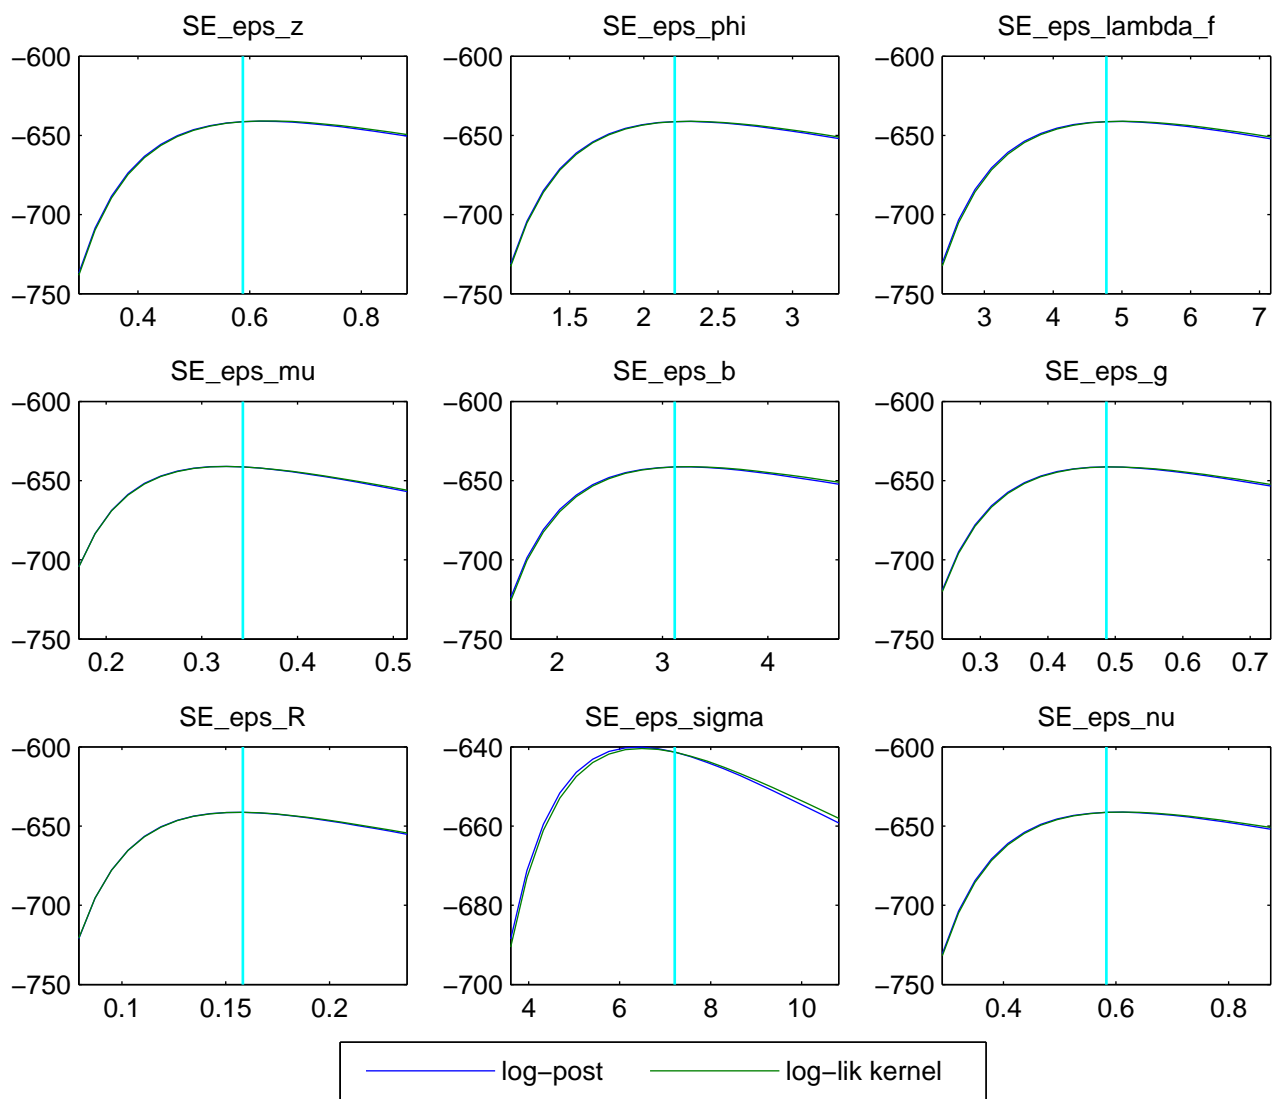 SE_eps_z SE_eps_phi SE_eps_lambda_f
−600 −600 −600
−650 −650 −650
−700 −700 −700
−750 −750 −750
0.4 0.6 0.8 1.5 2 2.5 3 3 4 5 6 7
SE_eps_mu SE_eps_b SE_eps_g
−600 −600 −600
−650 −650 −650
−700 −700 −700
−750 −750 −750
0.2 0.3 0.4 0.5 2 3 4 0.3 0.4 0.5 0.6 0.7
SE_eps_R SE_eps_sigma SE_eps_nu
−600 −640 −600
−650 −660 −650
−700 −680 −700
−750 −700 −750
0.1 0.15 0.2 4 6 8 10 0.4 0.6 0.8
log−post log−lik kernel